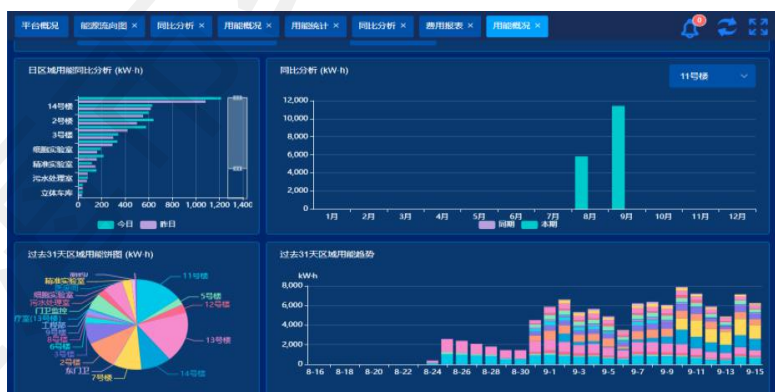 平台概况 能源流向图 × 同比分析 × 用能概况 × 用能统计 × 同比分析 × 费用报表 × 用能概况 ×
0
日区域用能同比分析 (kW·h)
14号楼
2号楼
3号楼
细胞实验室
精准实验室
污水处理室
立体车库
0 200 400 600 800 1,000 1,200 1,400
今日 昨日
同比分析 (kW·h)
11号楼
12,000
10,000
8,000
6,000
4,000
2,000
0
1月 2月 3月 4月 5月 6月 7月 8月 9月 10月 11月 12月
同期 本期
过去31天区域用能饼图 (kW·h)
精准实验室
细胞实验室
污水处理室
门卫监控
疗室(13号楼)
工程部
9号楼
8号楼
6号楼
3号楼
2号楼
东门卫
7号楼
11号楼
5号楼
12号楼
13号楼
14号楼
过去31天区域用能趋势
kW·h
8,000
6,000
4,000
2,000
0
8-16 8-18 8-20 8-22 8-24 8-26 8-28 8-30 9-1 9-3 9-5 9-7 9-9 9-11 9-13 9-15